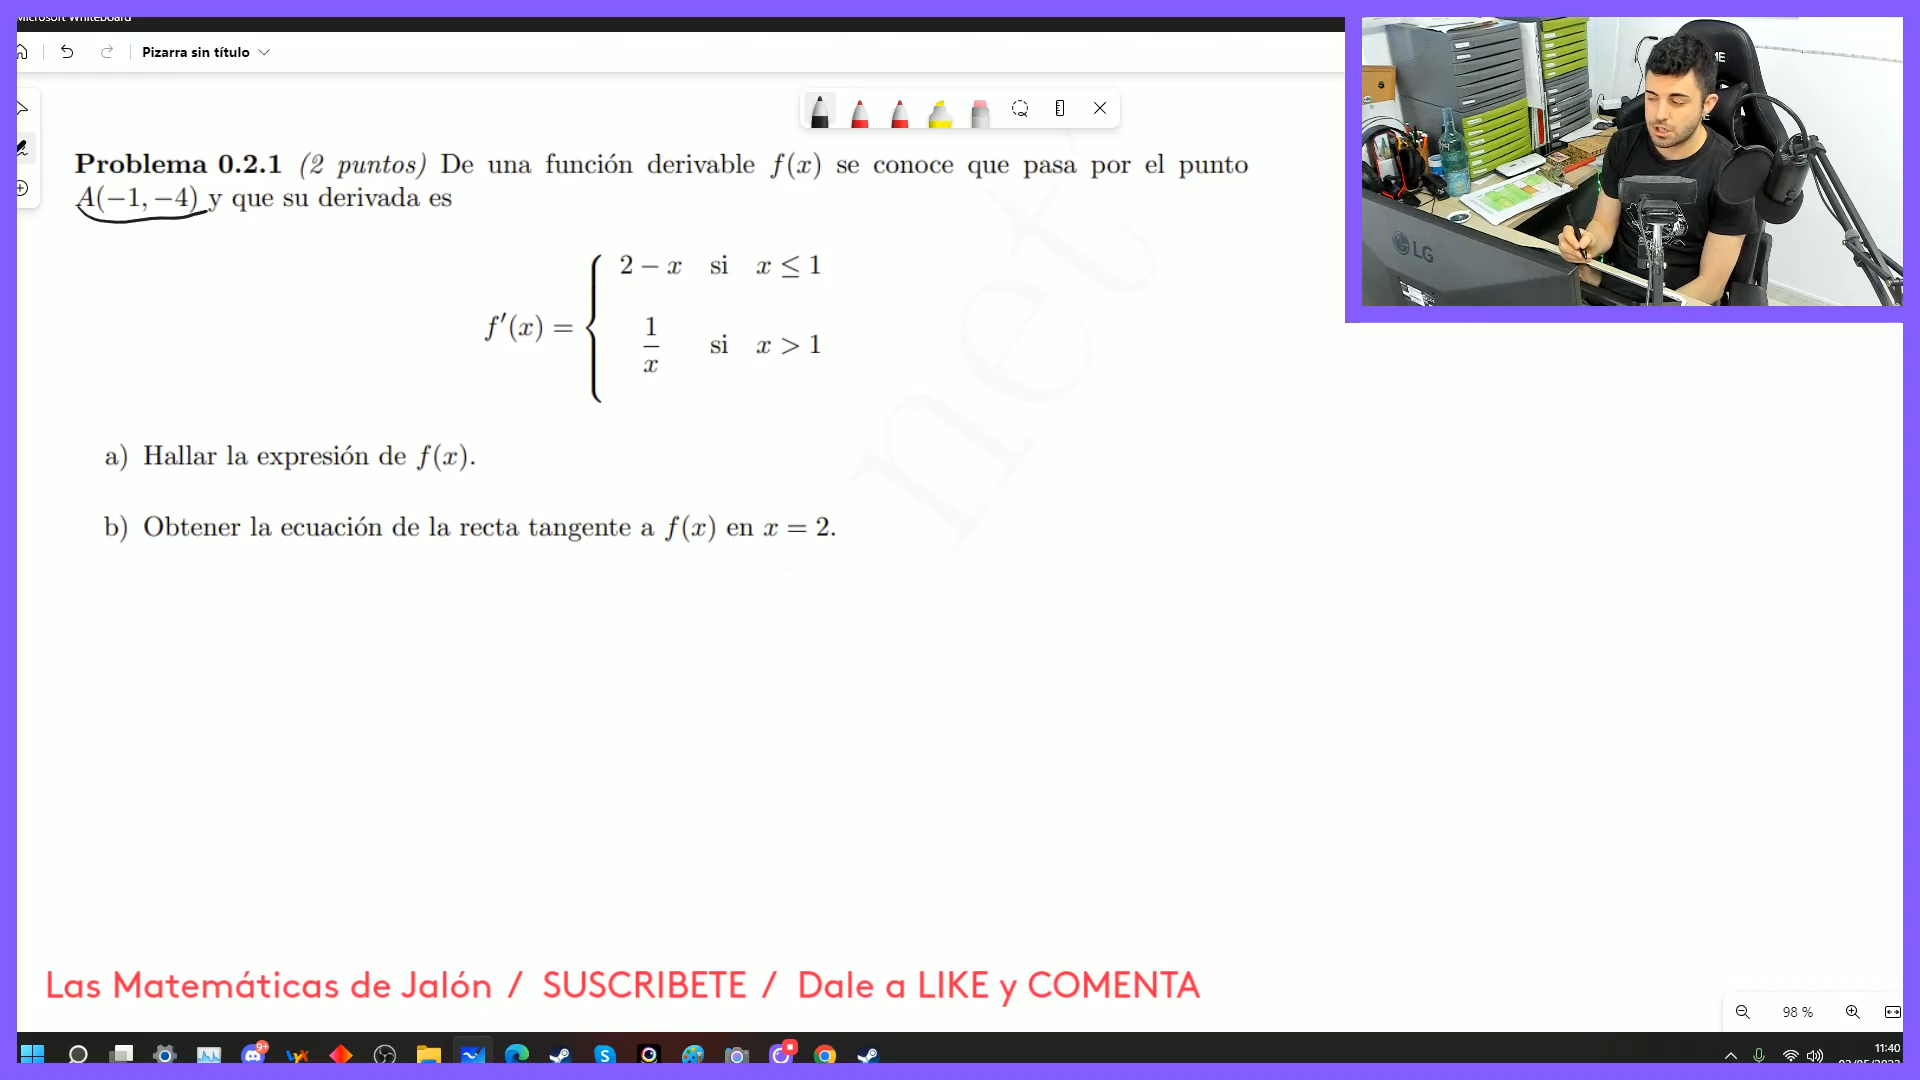 Microsoft Whiteboard
Pizarra sin título
Problema 0.2.1 (2 puntos) De una función derivable f(x) se conoce que pasa por el punto
A(−1, −4) y que su derivada es
f′(x) = { 2 − x si x ≤ 1
1/x si x > 1
a) Hallar la expresión de f(x).
b) Obtener la ecuación de la recta tangente a f(x) en x = 2.
net
LG
Las Matemáticas de Jalón / SUSCRIBETE / Dale a LIKE y COMENTA
98 %
9+
11:40